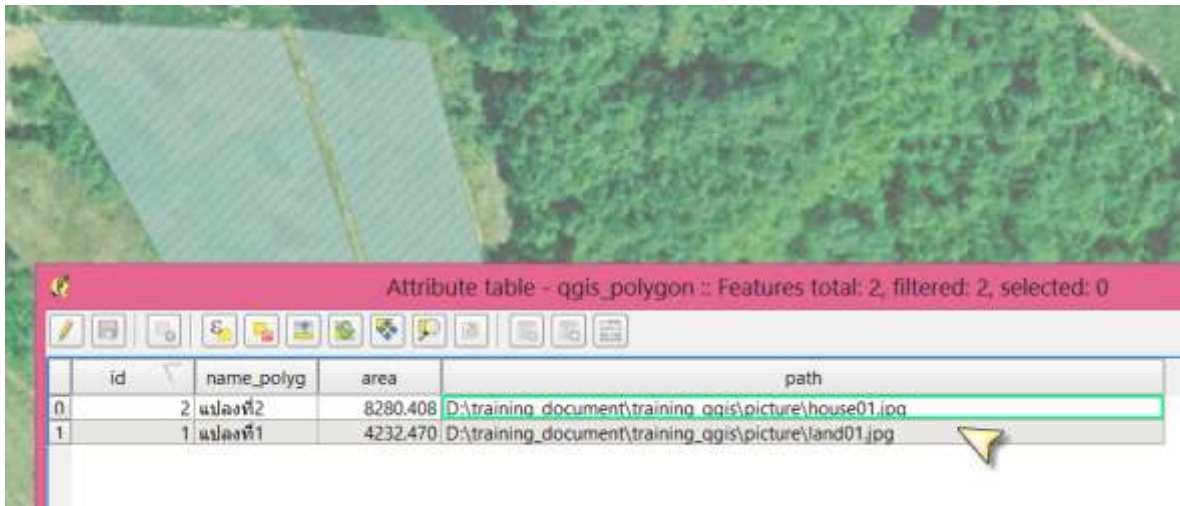 Attribute table - qgis_polygon :: Features total: 2, filtered: 2, selected: 0
id name_polyg area path
0 2 แปลงที่2 8280.408 D:\training_document\training_qgis\picture\house01.jpg
1 1 แปลงที่1 4232.470 D:\training_document\training_qgis\picture\land01.jpg